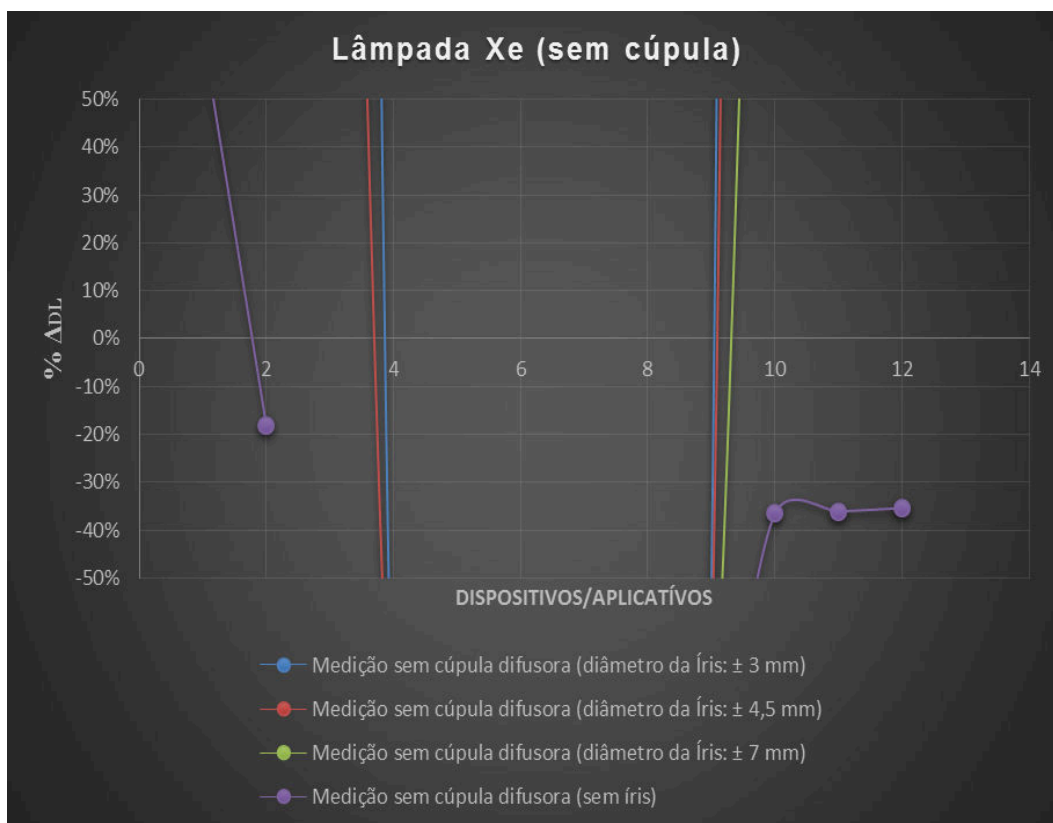 Lâmpada Xe (sem cúpula)
50%
40%
30%
20%
10%
0%
-10%
-20%
-30%
-40%
-50%
% ΔDL
0 2 4 6 8 10 12 14
DISPOSITIVOS/APLICATÍVOS
Medição sem cúpula difusora (diâmetro da Íris: ± 3 mm)
Medição sem cúpula difusora (diâmetro da Íris: ± 4,5 mm)
Medição sem cúpula difusora (diâmetro da Íris: ± 7 mm)
Medição sem cúpula difusora (sem íris)